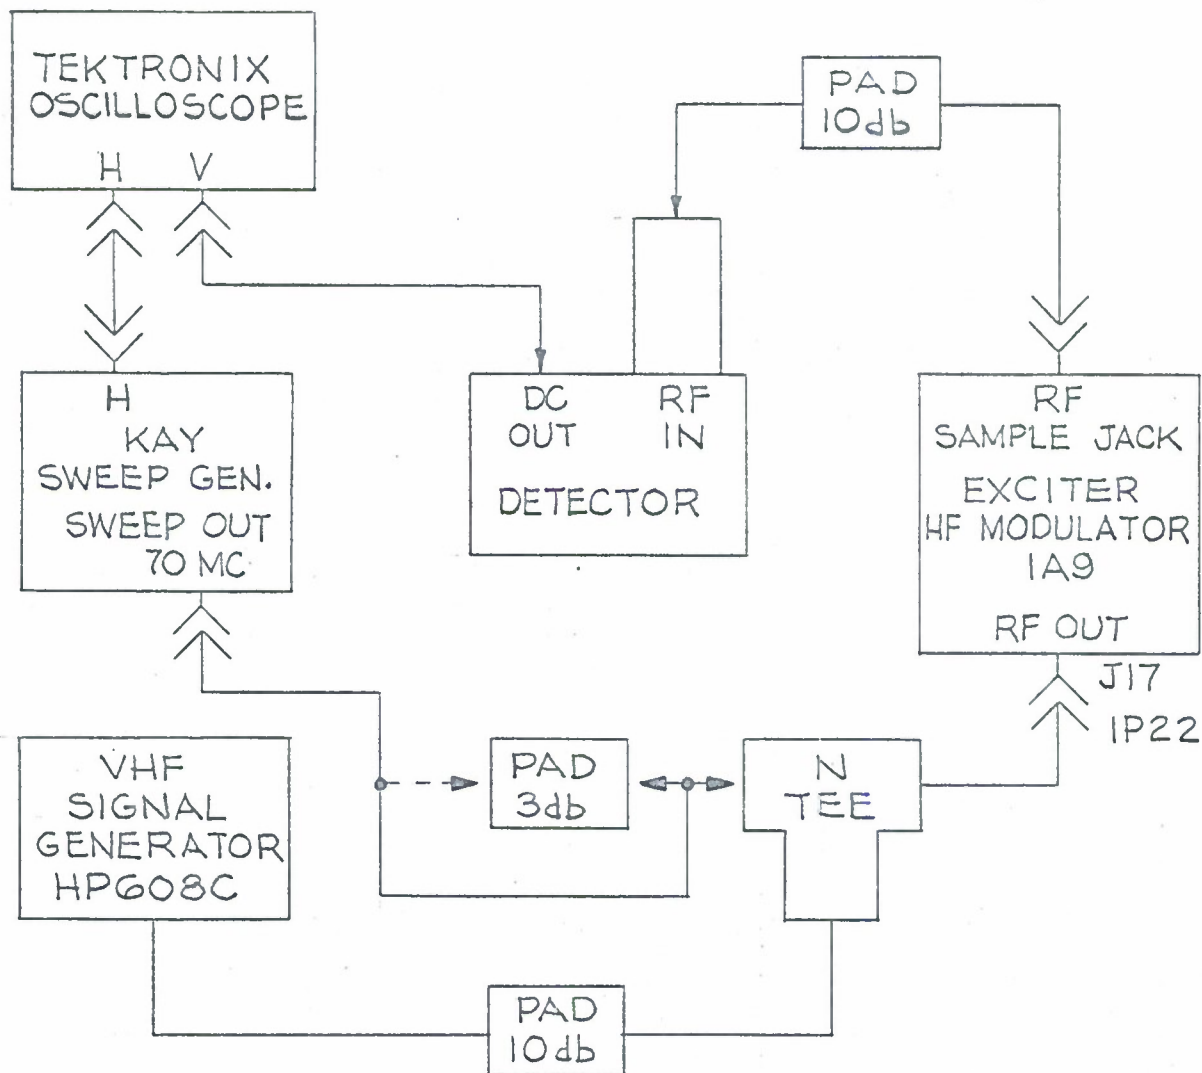 TEKTRONIX
OSCILLOSCOPE
H V
PAD
10db
H
KAY
SWEEP GEN.
SWEEP OUT
70 MC
DC
OUT
RF
IN
DETECTOR
RF
SAMPLE JACK
EXCITER
HF MODULATOR
1A9
RF OUT
J17
1P22
VHF
SIGNAL
GENERATOR
HP608C
PAD
3db
N
TEE
PAD
10db